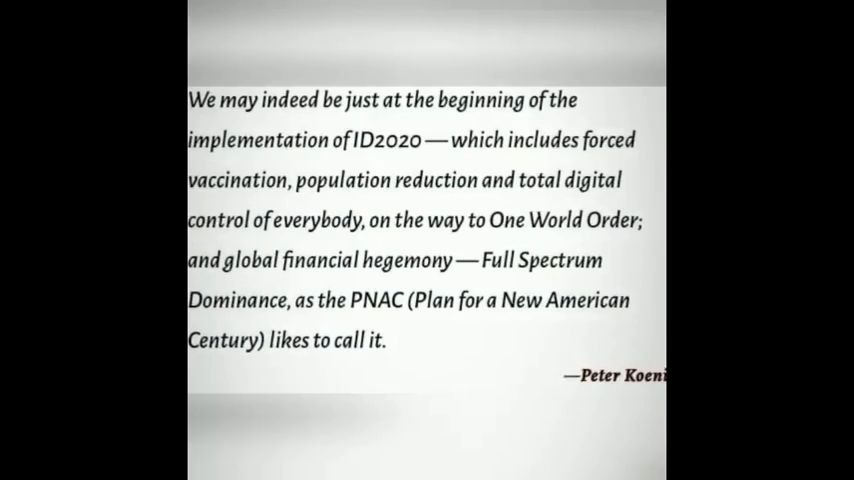 We may indeed be just at the beginning of the
implementation of ID2020 — which includes forced
vaccination, population reduction and total digital
control of everybody, on the way to One World Order;
and global financial hegemony — Full Spectrum
Dominance, as the PNAC (Plan for a New American
Century) likes to call it.
—Peter Koeni